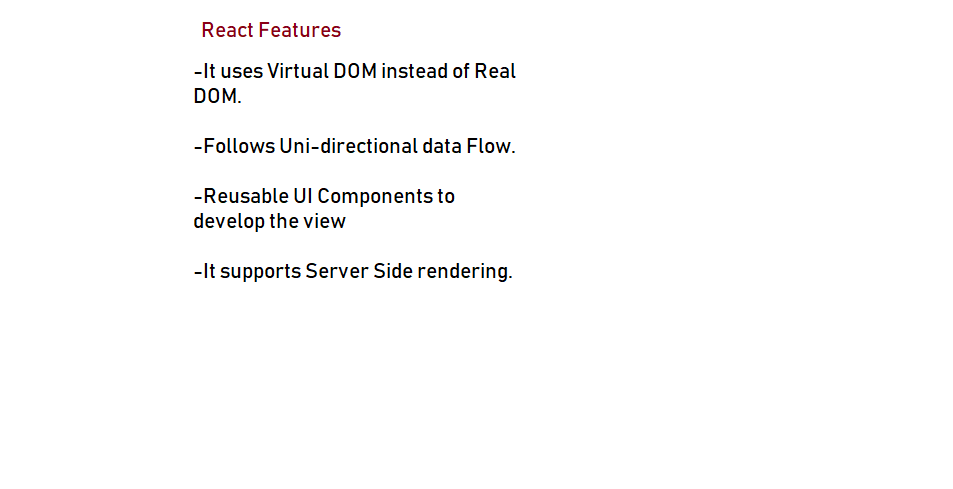 React Features
-It uses Virtual DOM instead of Real
DOM.
-Follows Uni-directional data Flow.
-Reusable UI Components to
develop the view
-It supports Server Side rendering.